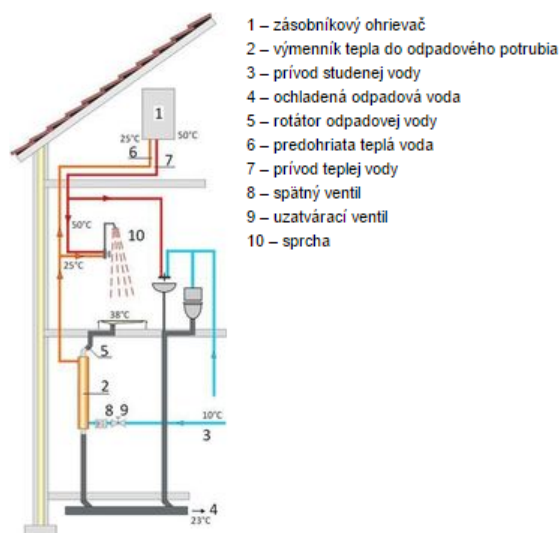 1 – zásobníkový ohrievač
2 – výmenník tepla do odpadového potrubia
3 – prívod studenej vody
4 – ochladená odpadová voda
5 – rotátor odpadovej vody
6 – predohriata teplá voda
7 – prívod teplej vody
8 – spätný ventil
9 – uzatvárací ventil
10 – sprcha
1
25°C
50°C
6
7
50°C
10
25°C
38°C
5
2
8 9
10°C
3
4
23°C